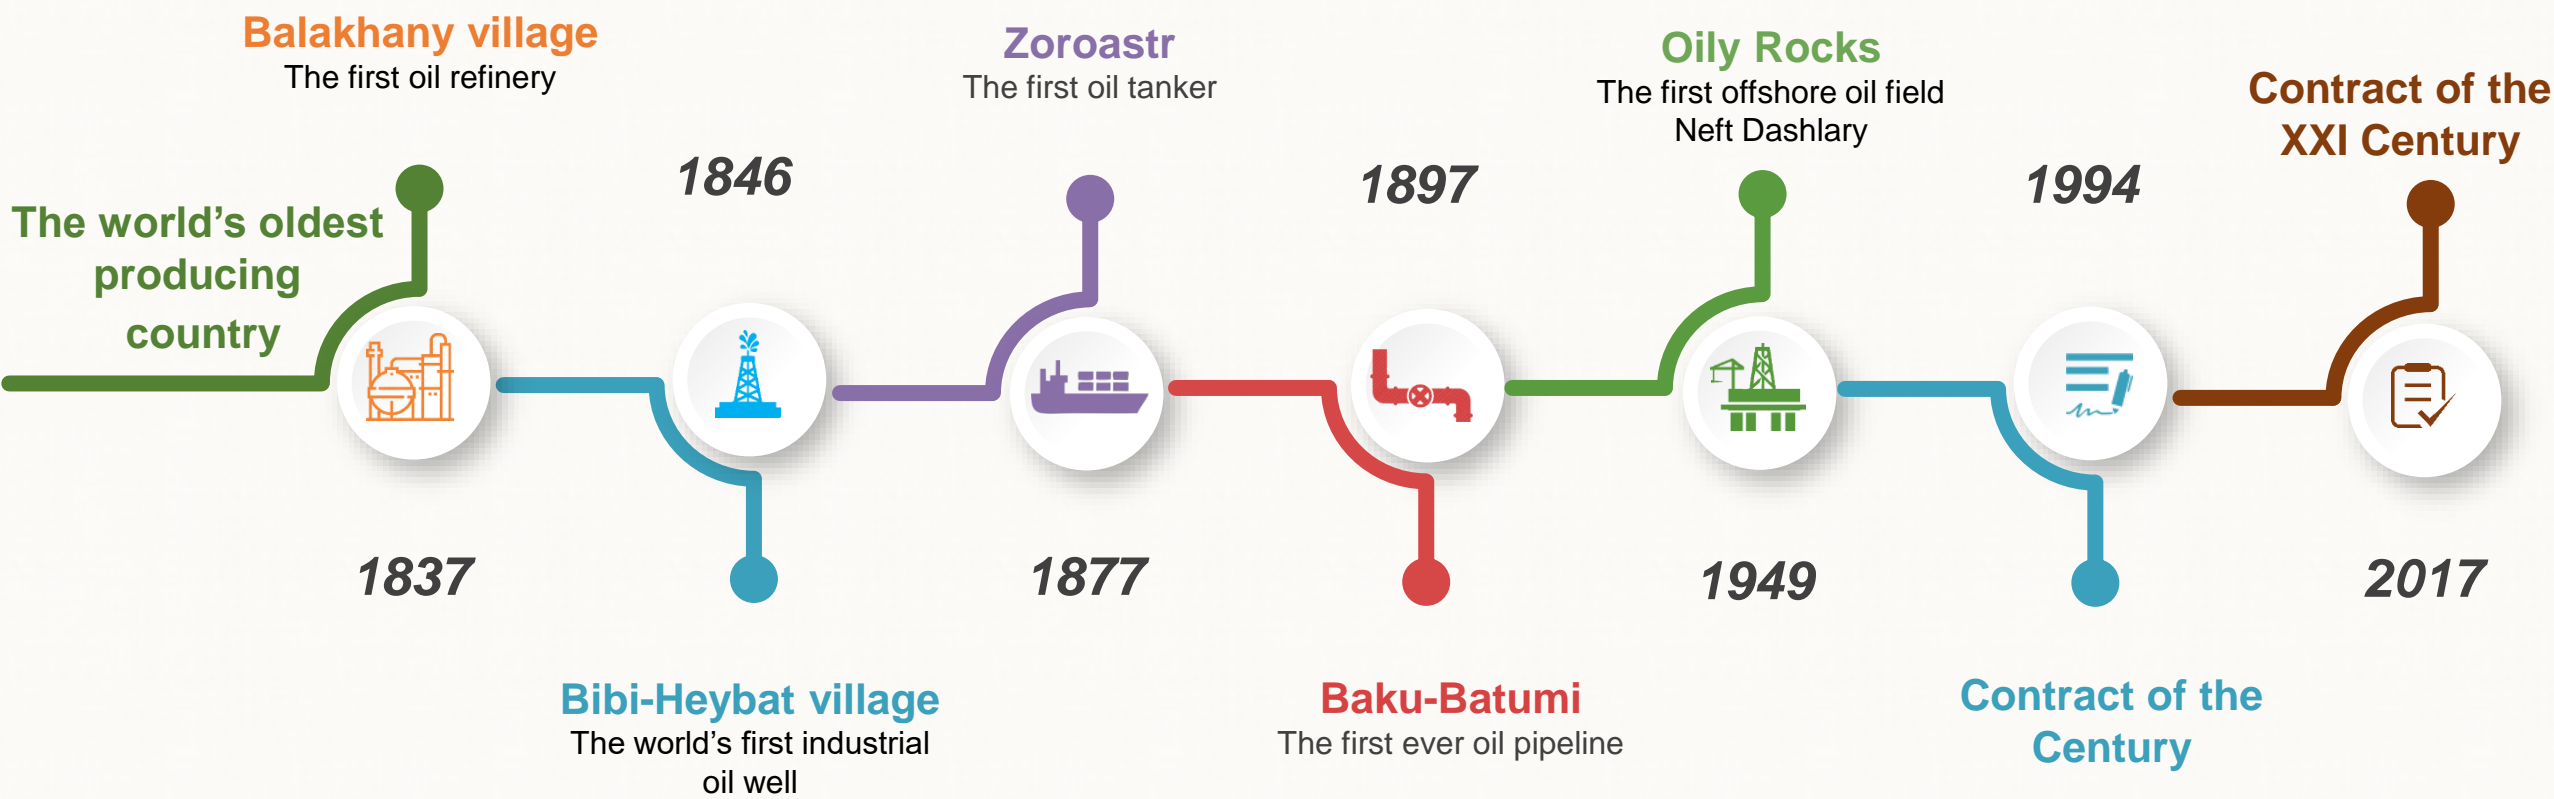 The world's oldest
producing
country
Balakhany village
The first oil refinery
1837
1846
Bibi-Heybat village
The world's first industrial
oil well
Zoroastr
The first oil tanker
1877
1897
Baku-Batumi
The first ever oil pipeline
Oily Rocks
The first offshore oil field
Neft Dashlary
1949
1994
Contract of the
Century
Contract of the
XXI Century
2017